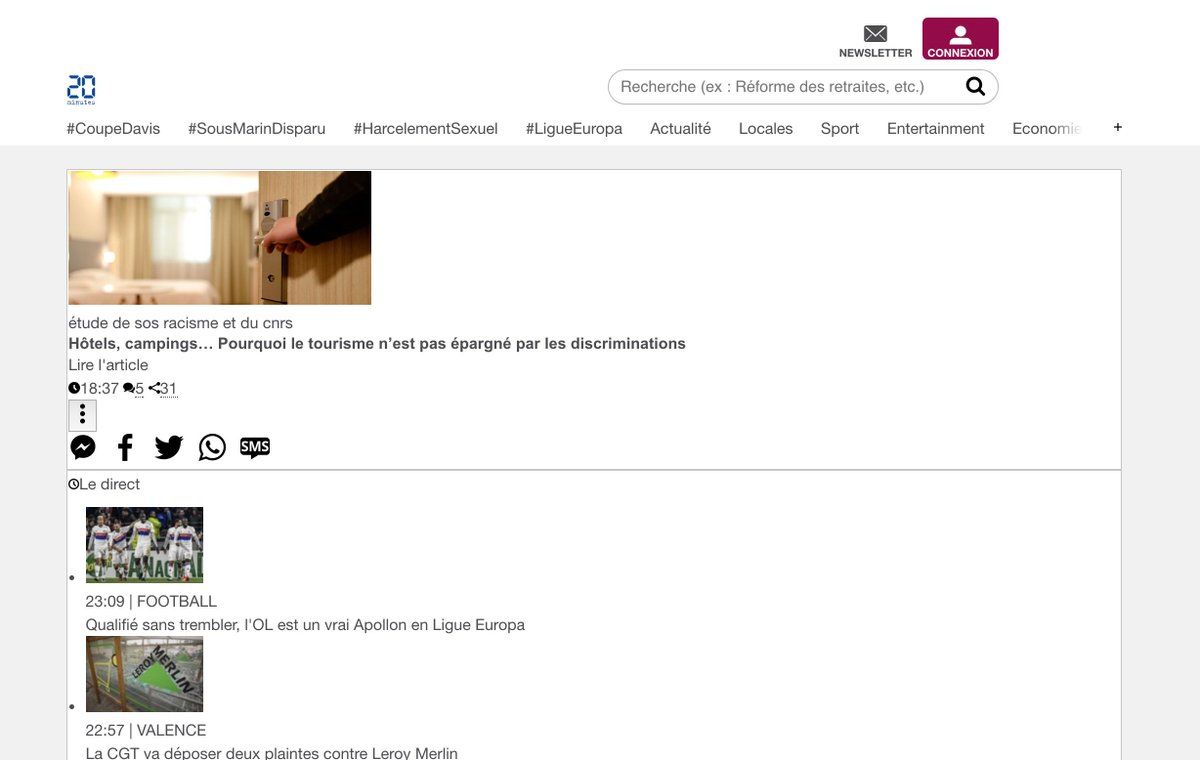 NEWSLETTER
CONNEXION
20
minutes
Recherche (ex : Réforme des retraites, etc.)
#CoupeDavis #SousMarinDisparu #HarcelementSexuel #LigueEuropa Actualité Locales Sport Entertainment Economie +
étude de sos racisme et du cnrs
Hôtels, campings… Pourquoi le tourisme n’est pas épargné par les discriminations
Lire l'article
18:37 5 31
SMS
Le direct
ANACHA
23:09 | FOOTBALL
Qualifié sans trembler, l'OL est un vrai Apollon en Ligue Europa
LEROY MERLIN
22:57 | VALENCE
La CGT va déposer deux plaintes contre Leroy Merlin